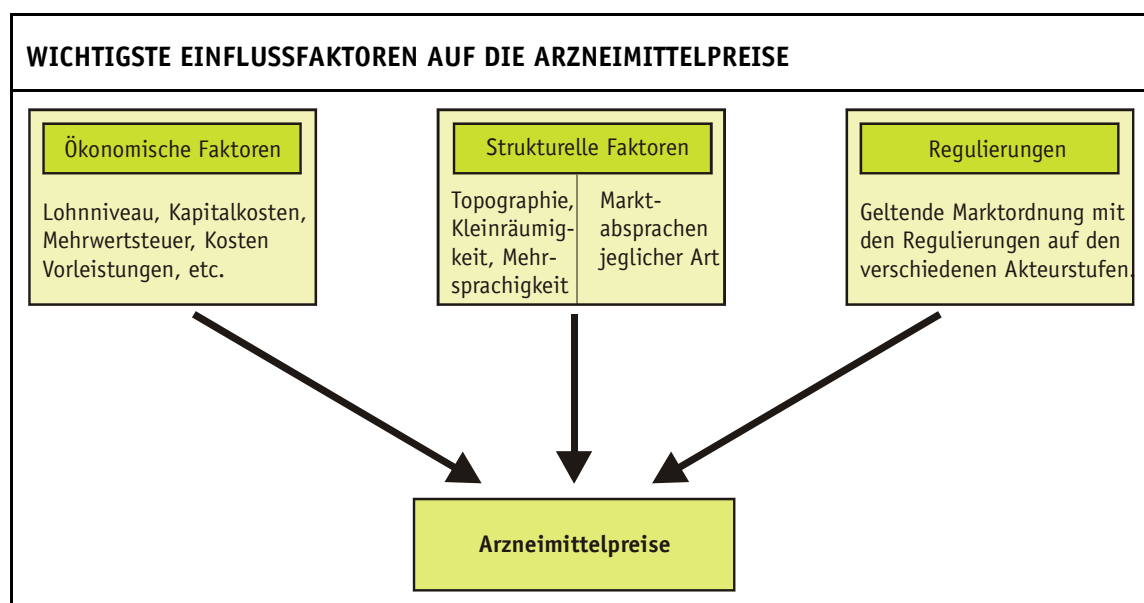 WICHTIGSTE EINFLUSSFAKTOREN AUF DIE ARZNEIMITTELPREISE
Ökonomische Faktoren
Lohnniveau, Kapitalkosten,
Mehrwertsteuer, Kosten
Vorleistungen, etc.
Strukturelle Faktoren
Topographie,
Kleinräumig-
keit, Mehr-
sprachigkeit
Markt-
absprachen
jeglicher Art
Regulierungen
Geltende Marktordnung mit
den Regulierungen auf den
verschiedenen Akteurstufen.
Arzneimittelpreise